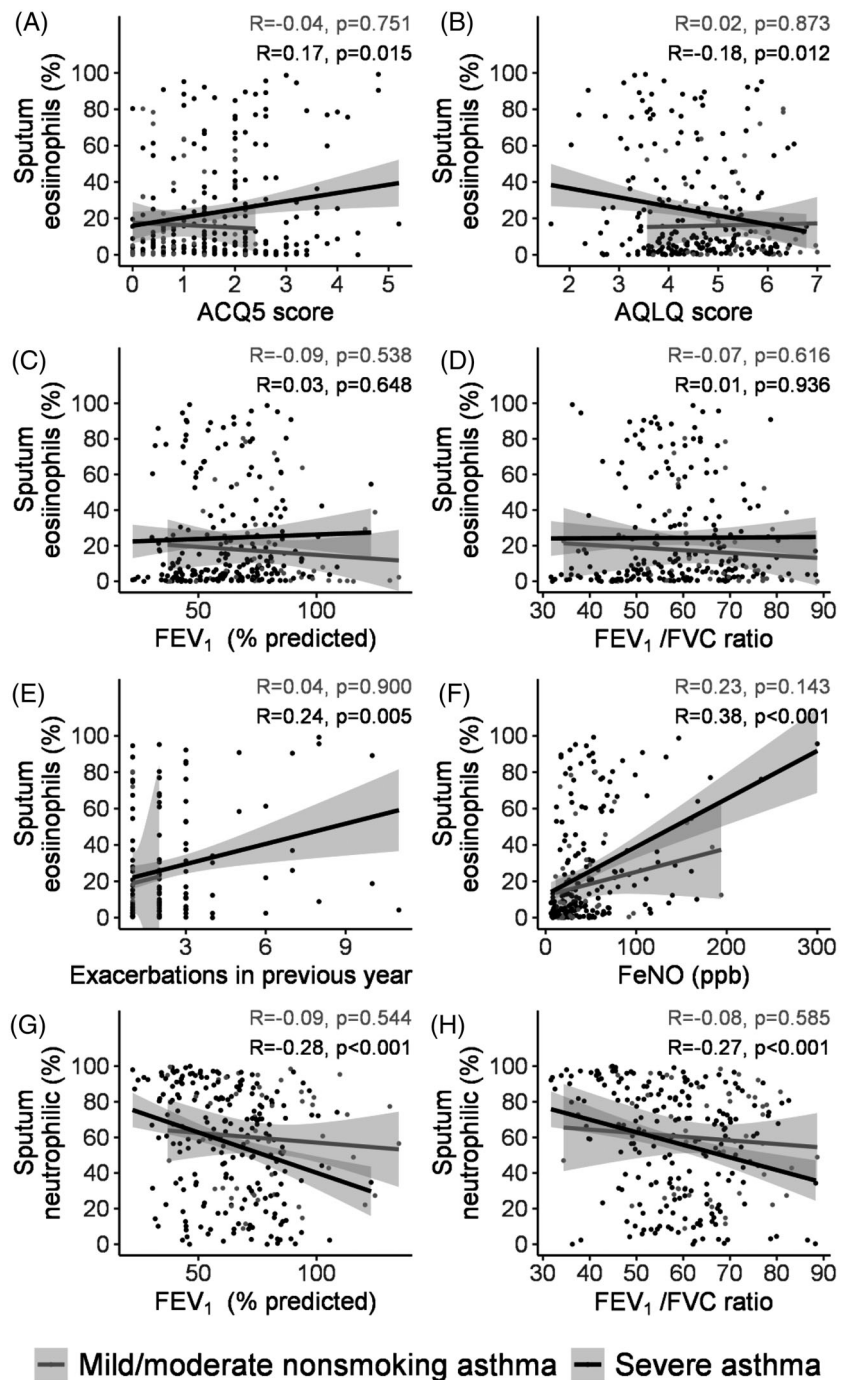 (A)
R=-0.04, p=0.751
R=0.17, p=0.015
Sputum
eosiinophils (%)
100
80
60
40
20
0
0 1 2 3 4 5
ACQ5 score
(B)
R=0.02, p=0.873
R=-0.18, p=0.012
Sputum
eosiinophils (%)
100
80
60
40
20
0
2 3 4 5 6 7
AQLQ score
(C)
R=-0.09, p=0.538
R=0.03, p=0.648
Sputum
eosiinophils (%)
100
80
60
40
20
0
50 100
FEV₁ (% predicted)
(D)
R=-0.07, p=0.616
R=0.01, p=0.936
Sputum
eosiinophils (%)
100
80
60
40
20
0
30 40 50 60 70 80 90
FEV₁ /FVC ratio
(E)
R=0.04, p=0.900
R=0.24, p=0.005
Sputum
eosiinophils (%)
100
80
60
40
20
0
3 6 9
Exacerbations in previous year
(F)
R=0.23, p=0.143
R=0.38, p<0.001
Sputum
eosiinophils (%)
100
80
60
40
20
0
0 100 200 300
FeNO (ppb)
(G)
R=-0.09, p=0.544
R=-0.28, p<0.001
Sputum
neutrophilic (%)
100
80
60
40
20
0
50 100
FEV₁ (% predicted)
(H)
R=-0.08, p=0.585
R=-0.27, p<0.001
Sputum
neutrophilic (%)
100
80
60
40
20
0
30 40 50 60 70 80 90
FEV₁ /FVC ratio
Mild/moderate nonsmoking asthma Severe asthma